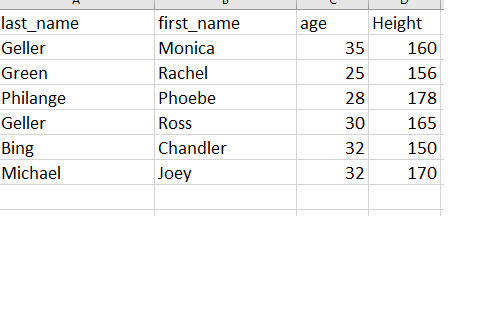 last_name first_name age Height
Geller Monica 35 160
Green Rachel 25 156
Philange Phoebe 28 178
Geller Ross 30 165
Bing Chandler 32 150
Michael Joey 32 170